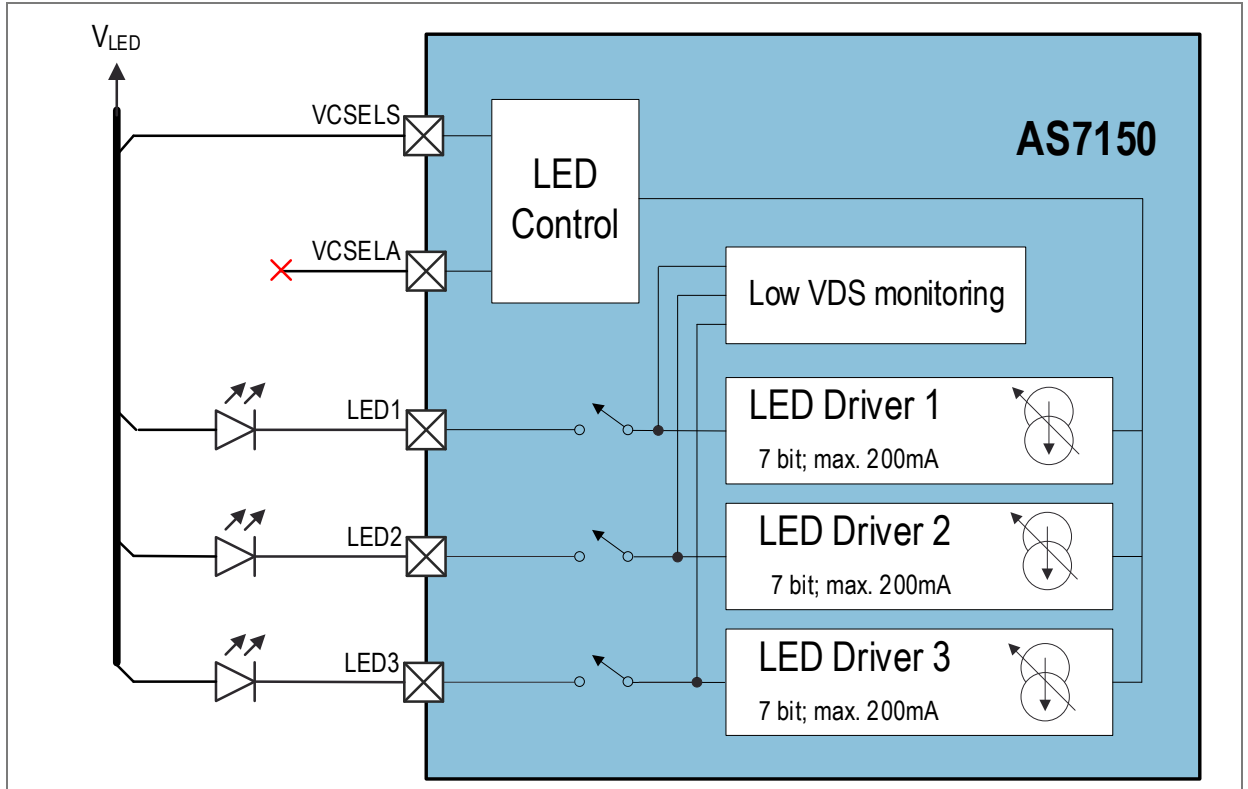 VLED
VCSELS
AS7150
LED
Control
VCSELA
Low VDS monitoring
LED1
LED Driver 1
7 bit; max. 200mA
LED2
LED Driver 2
7 bit; max. 200mA
LED3
LED Driver 3
7 bit; max. 200mA